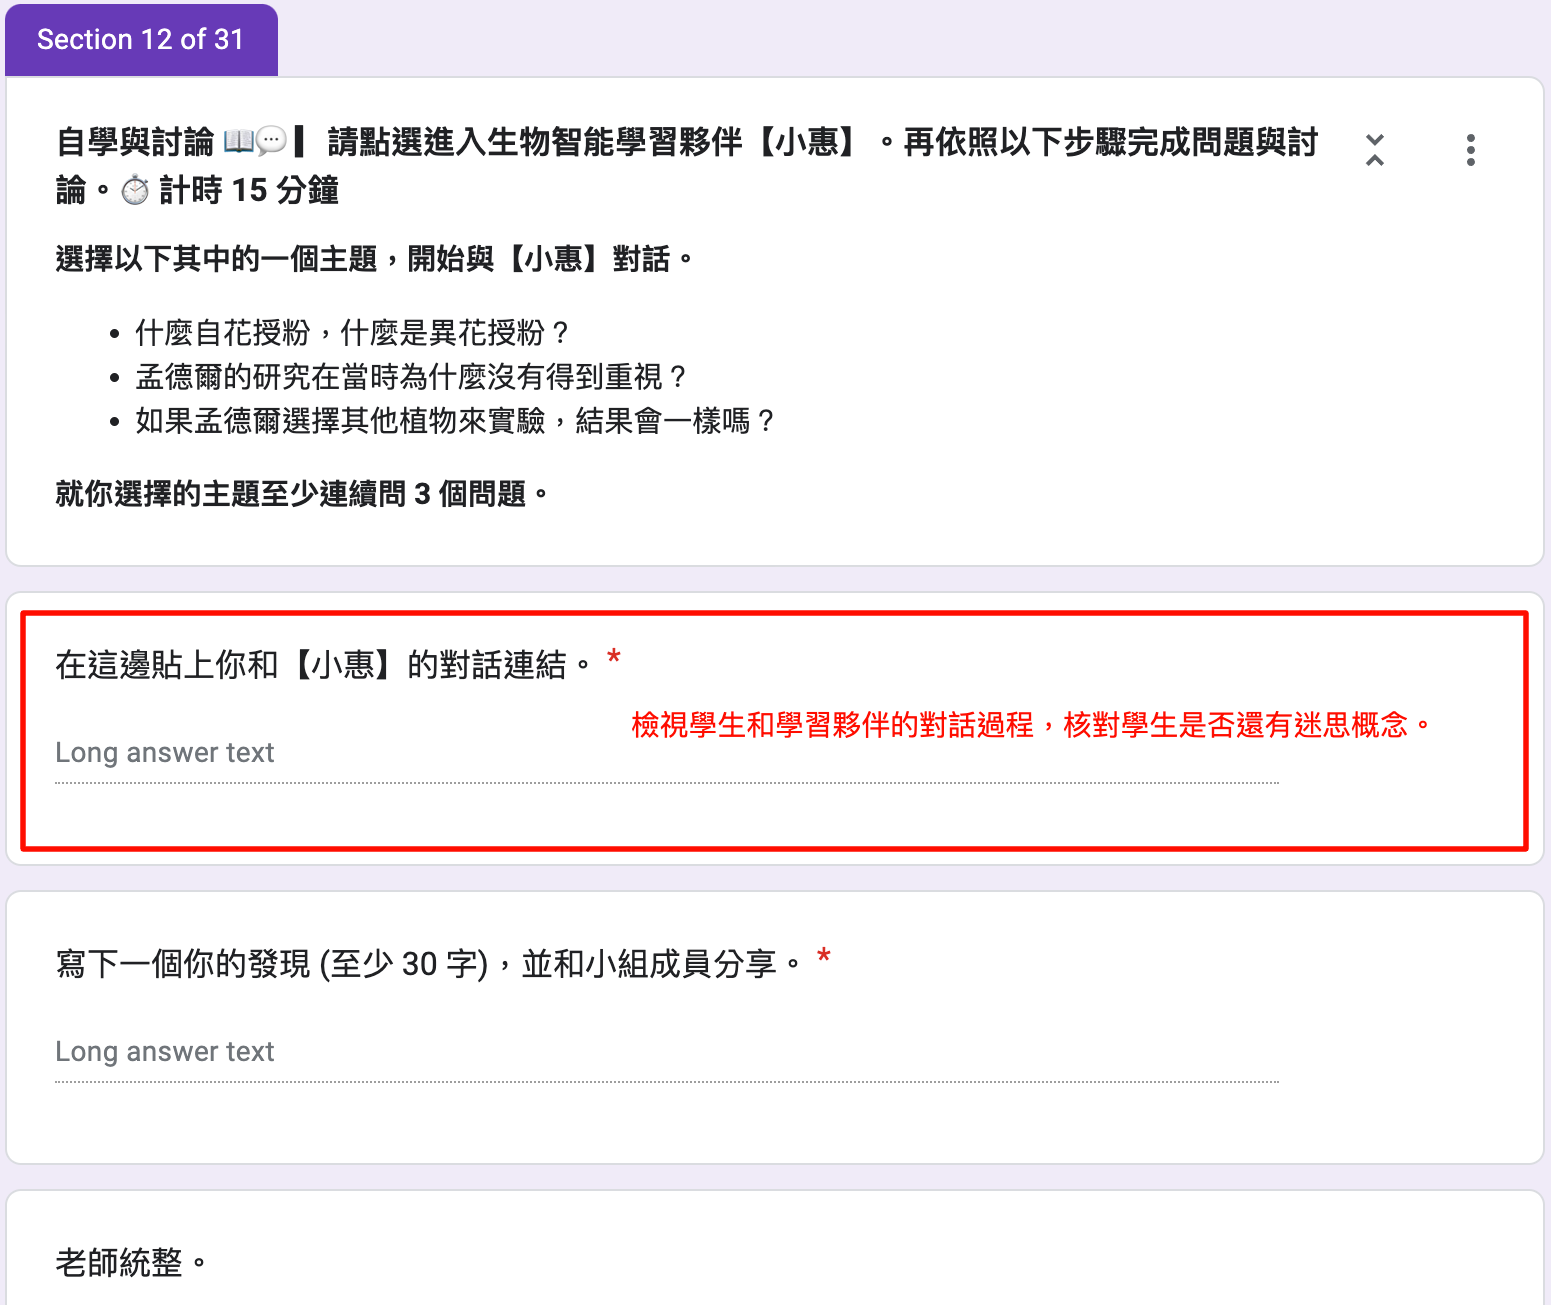 Section 12 of 31
自學與討論 📖💬▎ 請點選進入生物智能學習夥伴【小惠】。再依照以下步驟完成問題與討
論。⏱️ 計時 15 分鐘
選擇以下其中的一個主題，開始與【小惠】對話。
• 什麼自花授粉，什麼是異花授粉？
• 孟德爾的研究在當時為什麼沒有得到重視？
• 如果孟德爾選擇其他植物來實驗，結果會一樣嗎？
就你選擇的主題至少連續問 3 個問題。
在這邊貼上你和【小惠】的對話連結。 *
檢視學生和學習夥伴的對話過程，核對學生是否還有迷思概念。
Long answer text
寫下一個你的發現 (至少 30 字)，並和小組成員分享。 *
Long answer text
老師統整。